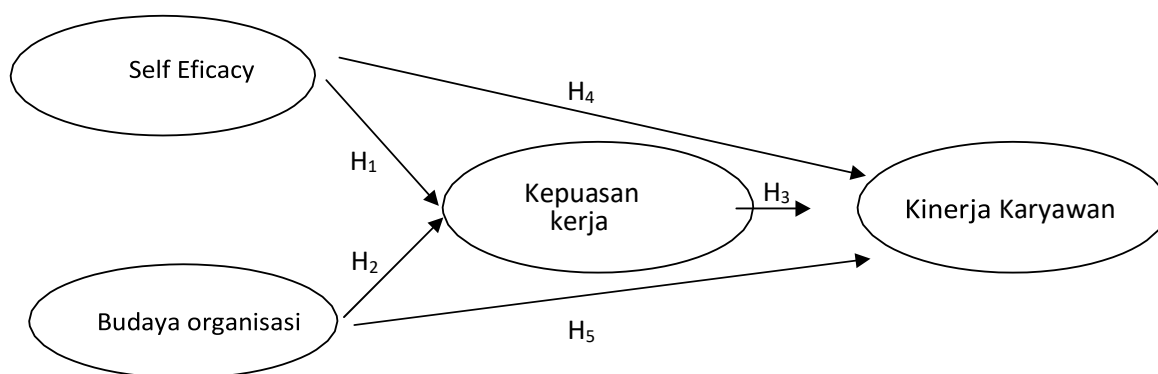 Self Eficacy
H₄
H₁
Kepuasan
kerja
H₃
Kinerja Karyawan
H₂
Budaya organisasi
H₅